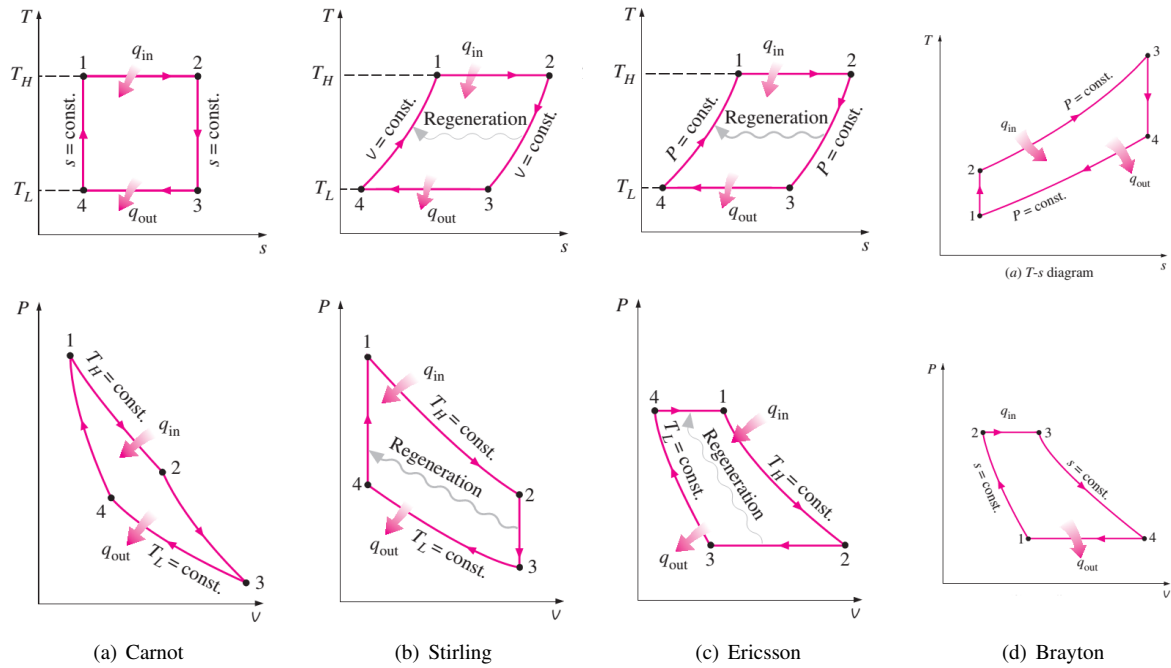 T
1
q_in
2
T_H
s = const.
s = const.
T_L
4
q_out
3
s
T
q_in
1
2
T_H
v = const.
Regeneration
v = const.
T_L
4
q_out
3
s
T
q_in
1
2
T_H
P = const.
Regeneration
P = const.
T_L
4
q_out
3
s
T
3
P = const.
q_in
4
2
q_out
1
P = const.
s
(a) T-s diagram
P
1
T_H = const.
q_in
2
4
q_out
T_L = const.
3
v
P
1
q_in
T_H = const.
Regeneration
4
2
q_out
T_L = const.
3
v
P
4
1
q_in
T_L = const.
Regeneration
T_H = const.
q_out
3
2
v
P
q_in
2
3
s = const.
s = const.
1
4
q_out
v
(a) Carnot
(b) Stirling
(c) Ericsson
(d) Brayton